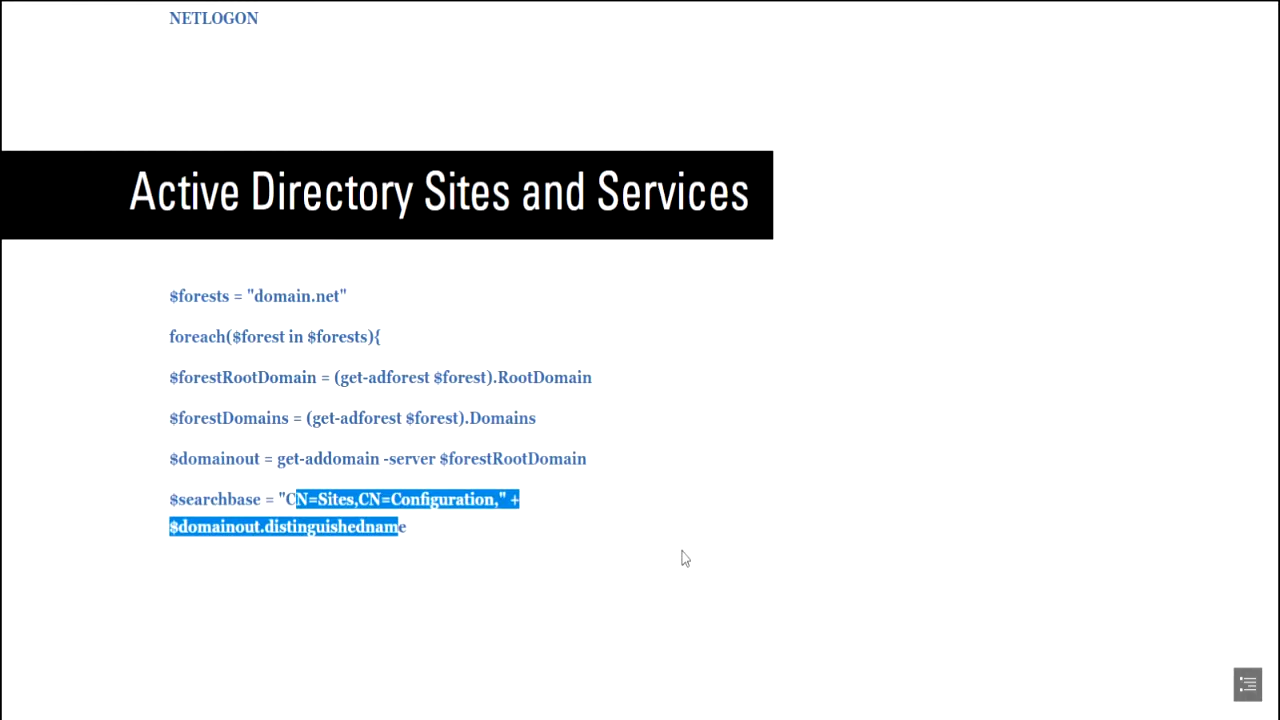 NETLOGON
Active Directory Sites and Services
$forests = "domain.net"
foreach($forest in $forests){
$forestRootDomain = (get-adforest $forest).RootDomain
$forestDomains = (get-adforest $forest).Domains
$domainout = get-addomain -server $forestRootDomain
$searchbase = "CN=Sites,CN=Configuration," +
$domainout.distinguishedname